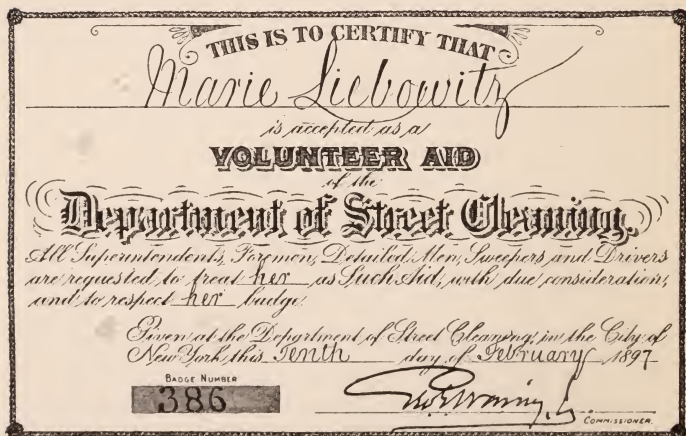 THIS IS TO CERTIFY THAT
Marie Liebowitz
is accepted as a
VOLUNTEER AID
of the
Department of Street Cleaning.
All Superintendents, Foremen, Detailed Men, Sweepers and Drivers
are requested to treat her as Such Aid, with due consideration,
and to respect her badge.
Given at the Department of Street Cleaning, in the City of
New York, this Tenth day of February 1897
BADGE NUMBER
386
Geo. E. Waring, Jr.
COMMISSIONER.